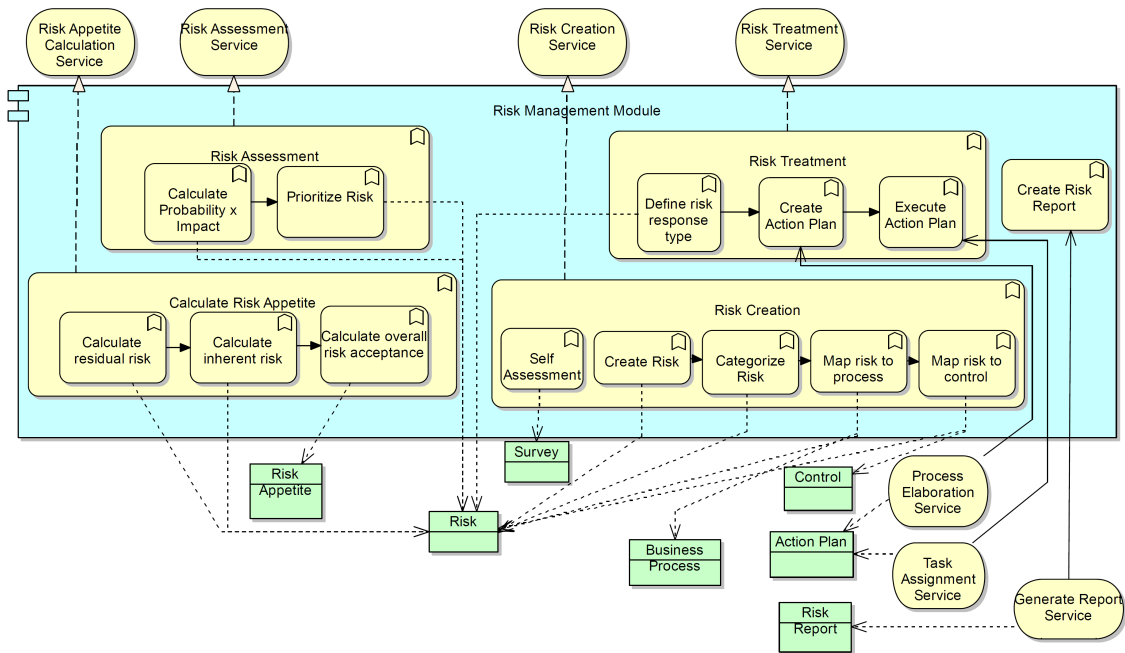 Risk Appetite
Calculation
Service
Risk Assessment
Service
Risk Creation
Service
Risk Treatment
Service
Risk Management Module
Risk Assessment
Calculate
Probability x
Impact
Prioritize Risk
Risk Treatment
Define risk
response
type
Create
Action Plan
Execute
Action Plan
Create Risk
Report
Calculate Risk Appetite
Calculate
residual risk
Calculate
inherent risk
Calculate overall
risk acceptance
Risk Creation
Self
Assessment
Create Risk
Categorize
Risk
Map risk to
process
Map risk to
control
Survey
Risk
Appetite
Risk
Business
Process
Control
Action Plan
Risk
Report
Process
Elaboration
Service
Task
Assignment
Service
Generate Report
Service